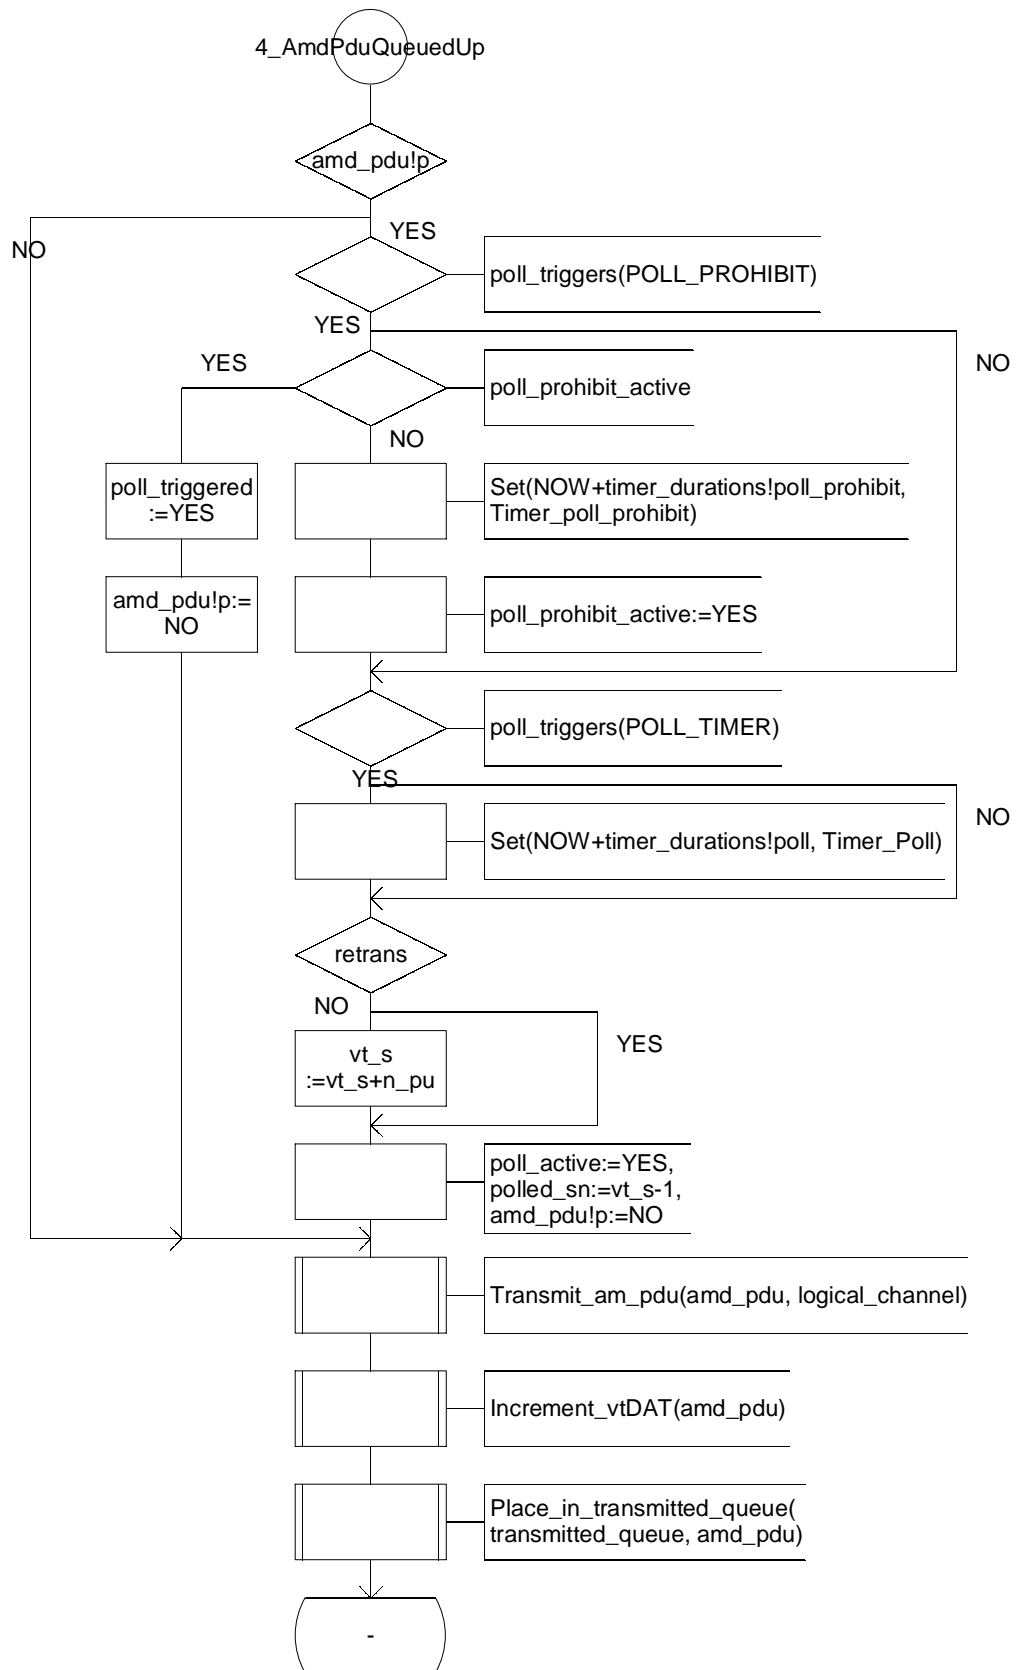 4_AmdPduQueuedUp
amd_pdu!p
NO
YES
poll_triggers(POLL_PROHIBIT)
YES
NO
YES
poll_prohibit_active
NO
poll_triggered
:=YES
Set(NOW+timer_durations!poll_prohibit,
Timer_poll_prohibit)
amd_pdu!p:=
NO
poll_prohibit_active:=YES
poll_triggers(POLL_TIMER)
YES
NO
Set(NOW+timer_durations!poll, Timer_Poll)
retrans
NO
YES
vt_s
:=vt_s+n_pu
poll_active:=YES,
polled_sn:=vt_s-1,
amd_pdu!p:=NO
Transmit_am_pdu(amd_pdu, logical_channel)
Increment_vtDAT(amd_pdu)
Place_in_transmitted_queue(
transmitted_queue, amd_pdu)
-